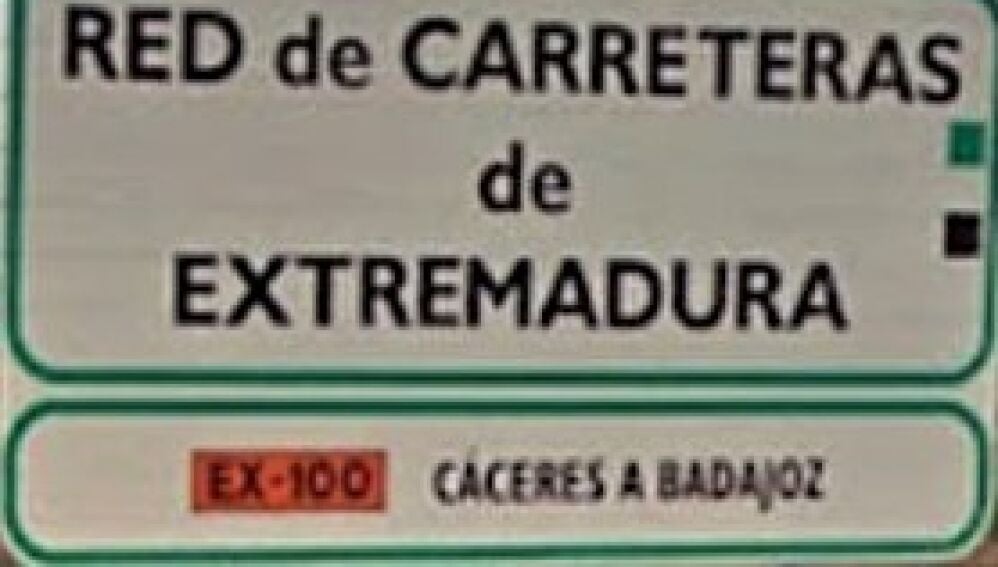 RED de CARRETERAS
de
EXTREMADURA
EX-100 CÁCERES A BADAJOZ